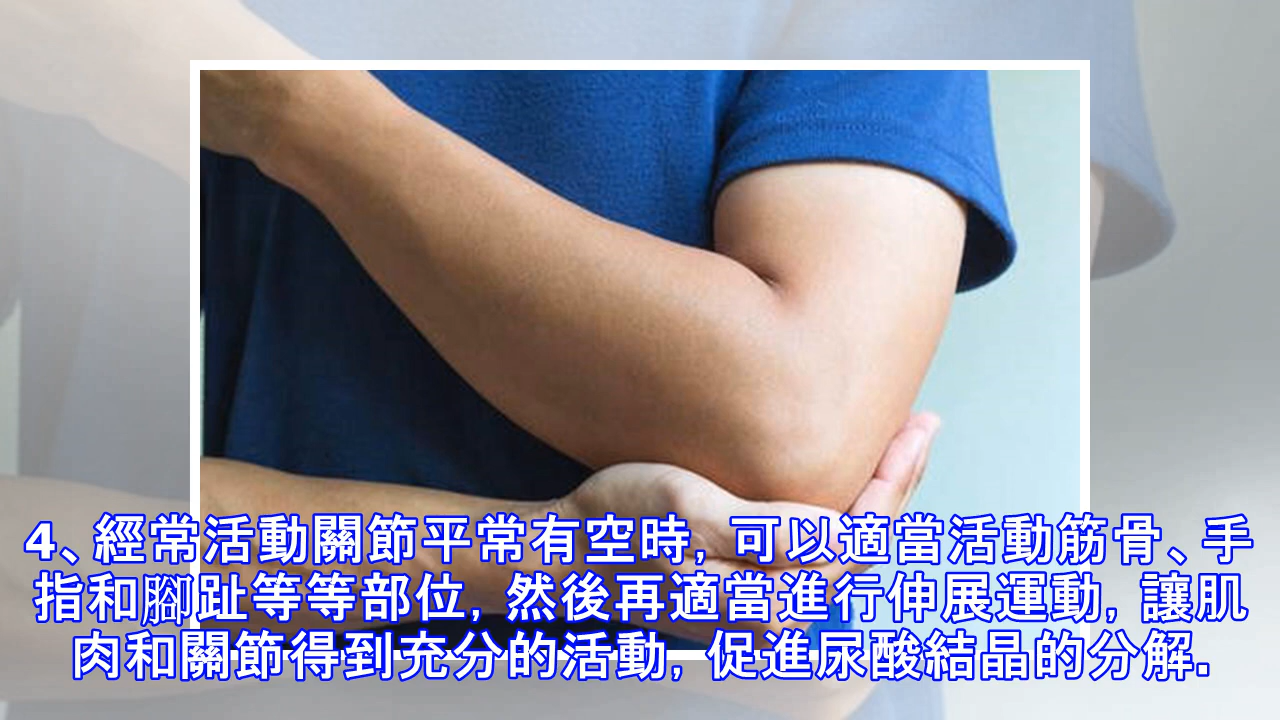 4、經常活動關節平常有空時, 可以適當活動筋骨、手
指和腳趾等等部位, 然後再適當進行伸展運動, 讓肌
肉和關節得到充分的活動, 促進尿酸結晶的分解.